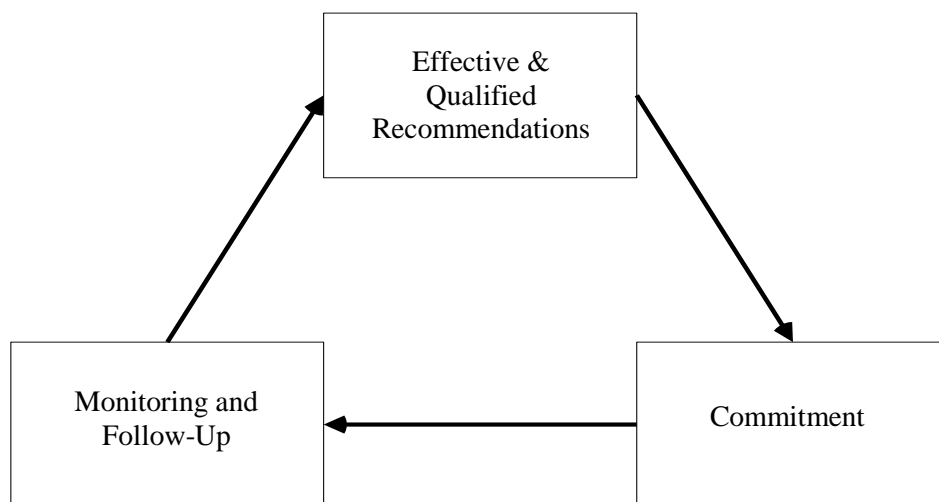 Effective &
Qualified
Recommendations
Monitoring and
Follow-Up
Commitment